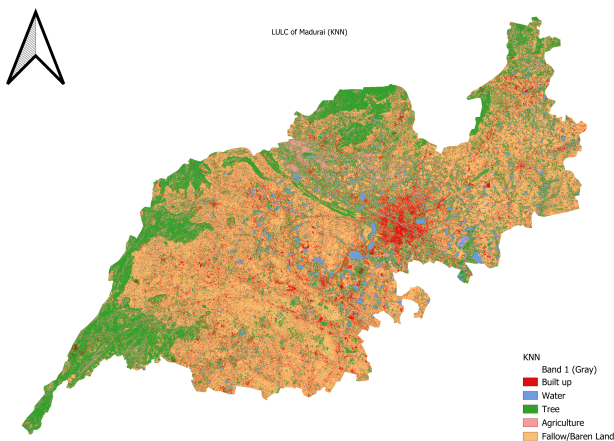 LULC of Madurai (KNN)
KNN
Band 1 (Gray)
Built up
Water
Tree
Agriculture
Fallow/Baren Land